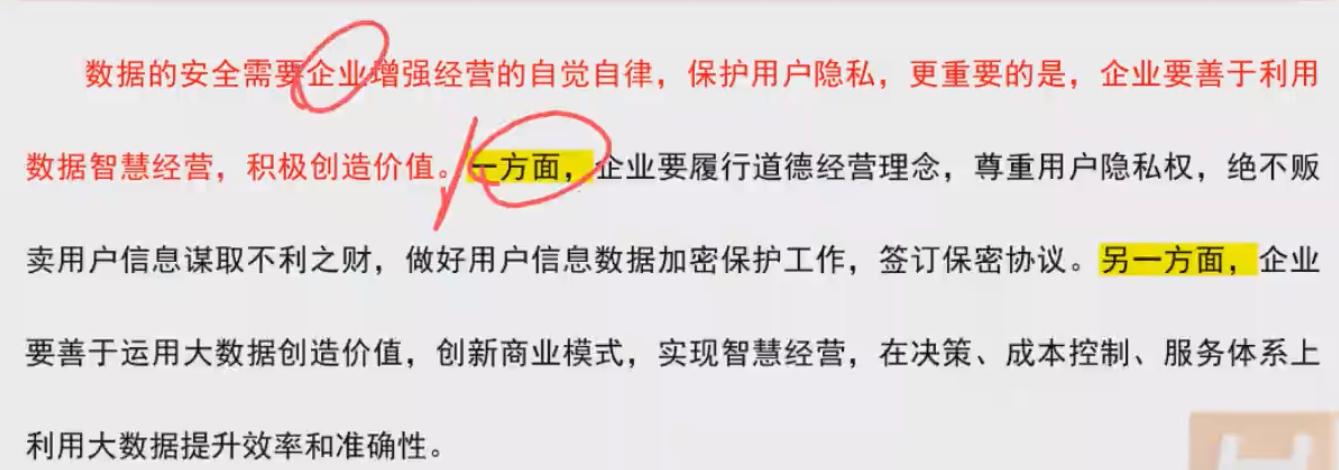 数据的安全需要企业增强经营的自觉自律，保护用户隐私，更重要的是，企业要善于利用
数据智慧经营，积极创造价值。一方面，企业要履行道德经营理念，尊重用户隐私权，绝不贩
卖用户信息谋取不利之财，做好用户信息数据加密保护工作，签订保密协议。另一方面，企业
要善于运用大数据创造价值，创新商业模式，实现智慧经营，在决策、成本控制、服务体系上
利用大数据提升效率和准确性。